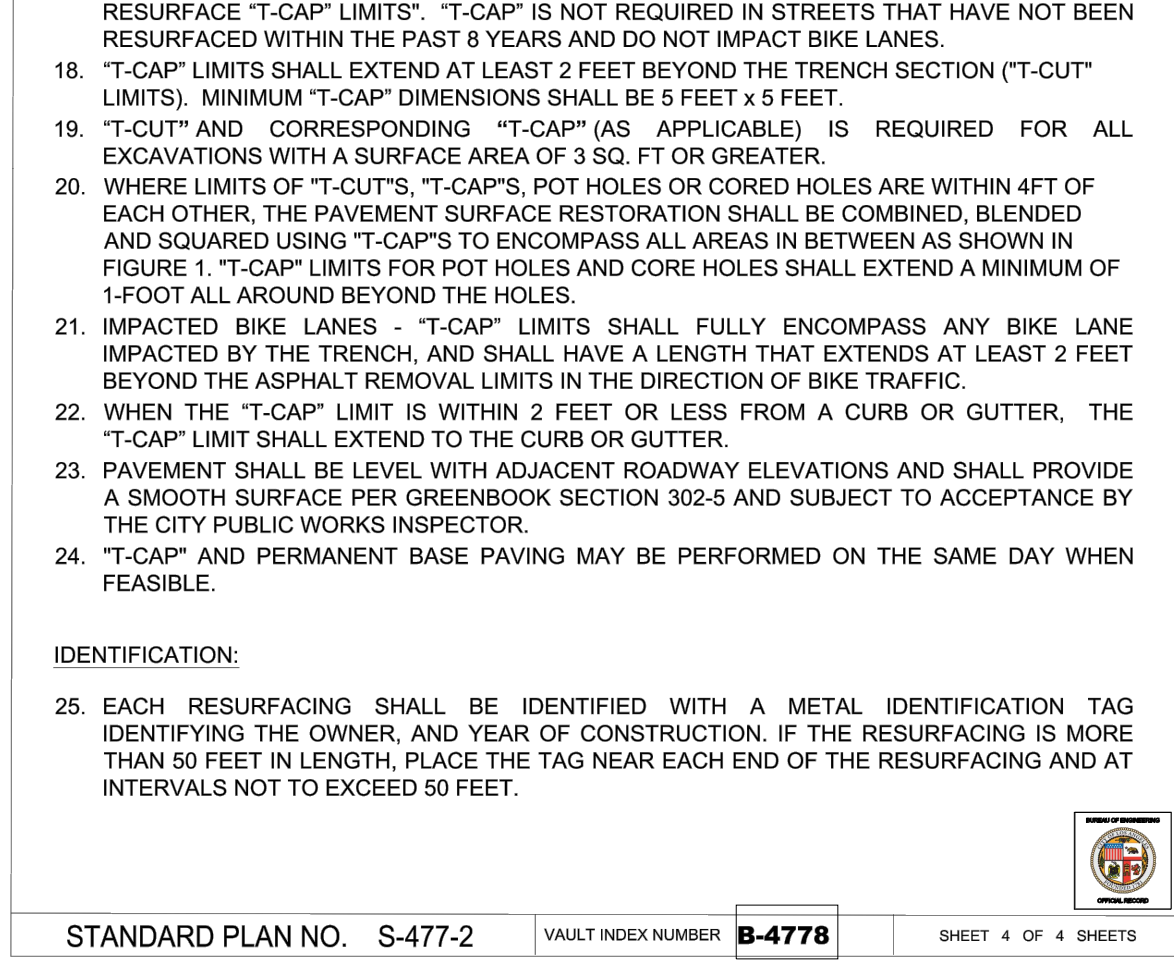 RESURFACE “T-CAP” LIMITS". “T-CAP” IS NOT REQUIRED IN STREETS THAT HAVE NOT BEEN
RESURFACED WITHIN THE PAST 8 YEARS AND DO NOT IMPACT BIKE LANES.
18. “T-CAP” LIMITS SHALL EXTEND AT LEAST 2 FEET BEYOND THE TRENCH SECTION ("T-CUT"
LIMITS). MINIMUM “T-CAP” DIMENSIONS SHALL BE 5 FEET x 5 FEET.
19. “T-CUT” AND CORRESPONDING “T-CAP” (AS APPLICABLE) IS REQUIRED FOR ALL
EXCAVATIONS WITH A SURFACE AREA OF 3 SQ. FT OR GREATER.
20. WHERE LIMITS OF "T-CUT"S, "T-CAP"S, POT HOLES OR CORED HOLES ARE WITHIN 4FT OF
EACH OTHER, THE PAVEMENT SURFACE RESTORATION SHALL BE COMBINED, BLENDED
AND SQUARED USING "T-CAP"S TO ENCOMPASS ALL AREAS IN BETWEEN AS SHOWN IN
FIGURE 1. "T-CAP" LIMITS FOR POT HOLES AND CORE HOLES SHALL EXTEND A MINIMUM OF
1-FOOT ALL AROUND BEYOND THE HOLES.
21. IMPACTED BIKE LANES - “T-CAP” LIMITS SHALL FULLY ENCOMPASS ANY BIKE LANE
IMPACTED BY THE TRENCH, AND SHALL HAVE A LENGTH THAT EXTENDS AT LEAST 2 FEET
BEYOND THE ASPHALT REMOVAL LIMITS IN THE DIRECTION OF BIKE TRAFFIC.
22. WHEN THE “T-CAP” LIMIT IS WITHIN 2 FEET OR LESS FROM A CURB OR GUTTER, THE
“T-CAP” LIMIT SHALL EXTEND TO THE CURB OR GUTTER.
23. PAVEMENT SHALL BE LEVEL WITH ADJACENT ROADWAY ELEVATIONS AND SHALL PROVIDE
A SMOOTH SURFACE PER GREENBOOK SECTION 302-5 AND SUBJECT TO ACCEPTANCE BY
THE CITY PUBLIC WORKS INSPECTOR.
24. "T-CAP" AND PERMANENT BASE PAVING MAY BE PERFORMED ON THE SAME DAY WHEN
FEASIBLE.
IDENTIFICATION:
25. EACH RESURFACING SHALL BE IDENTIFIED WITH A METAL IDENTIFICATION TAG
IDENTIFYING THE OWNER, AND YEAR OF CONSTRUCTION. IF THE RESURFACING IS MORE
THAN 50 FEET IN LENGTH, PLACE THE TAG NEAR EACH END OF THE RESURFACING AND AT
INTERVALS NOT TO EXCEED 50 FEET.
BUREAU OF ENGINEERING
CITY OF LOS ANGELES
FOUNDED 1781
OFFICIAL RECORD
STANDARD PLAN NO. S-477-2
VAULT INDEX NUMBER B-4778
SHEET 4 OF 4 SHEETS